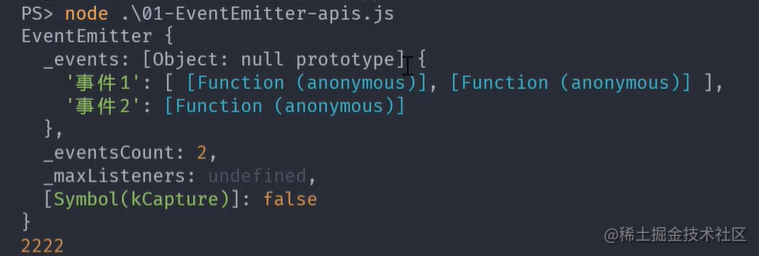 PS> node .\01-EventEmitter-apis.js
EventEmitter {
  _events: [Object: null prototype] {
    '事件1': [ [Function (anonymous)], [Function (anonymous)] ],
    '事件2': [Function (anonymous)]
  },
  _eventsCount: 2,
  _maxListeners: undefined,
  [Symbol(kCapture)]: false
}
2222
@稀土掘金技术社区